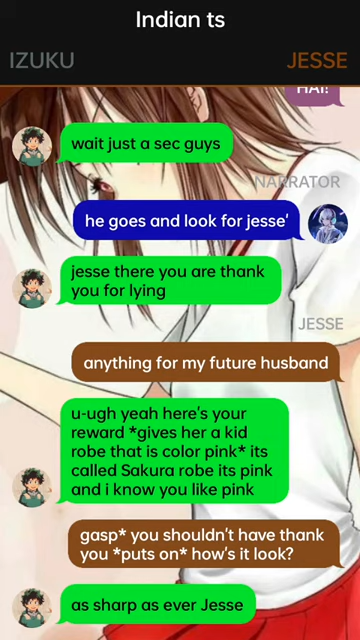 Indian ts
IZUKU
JESSE
HAI!
wait just a sec guys
NARRATOR
he goes and look for jesse'
jesse there you are thank
you for lying
JESSE
anything for my future husband
u-ugh yeah here's your
reward *gives her a kid
robe that is color pink* its
called Sakura robe its pink
and i know you like pink
gasp* you shouldn't have thank
you *puts on* how's it look?
as sharp as ever Jesse